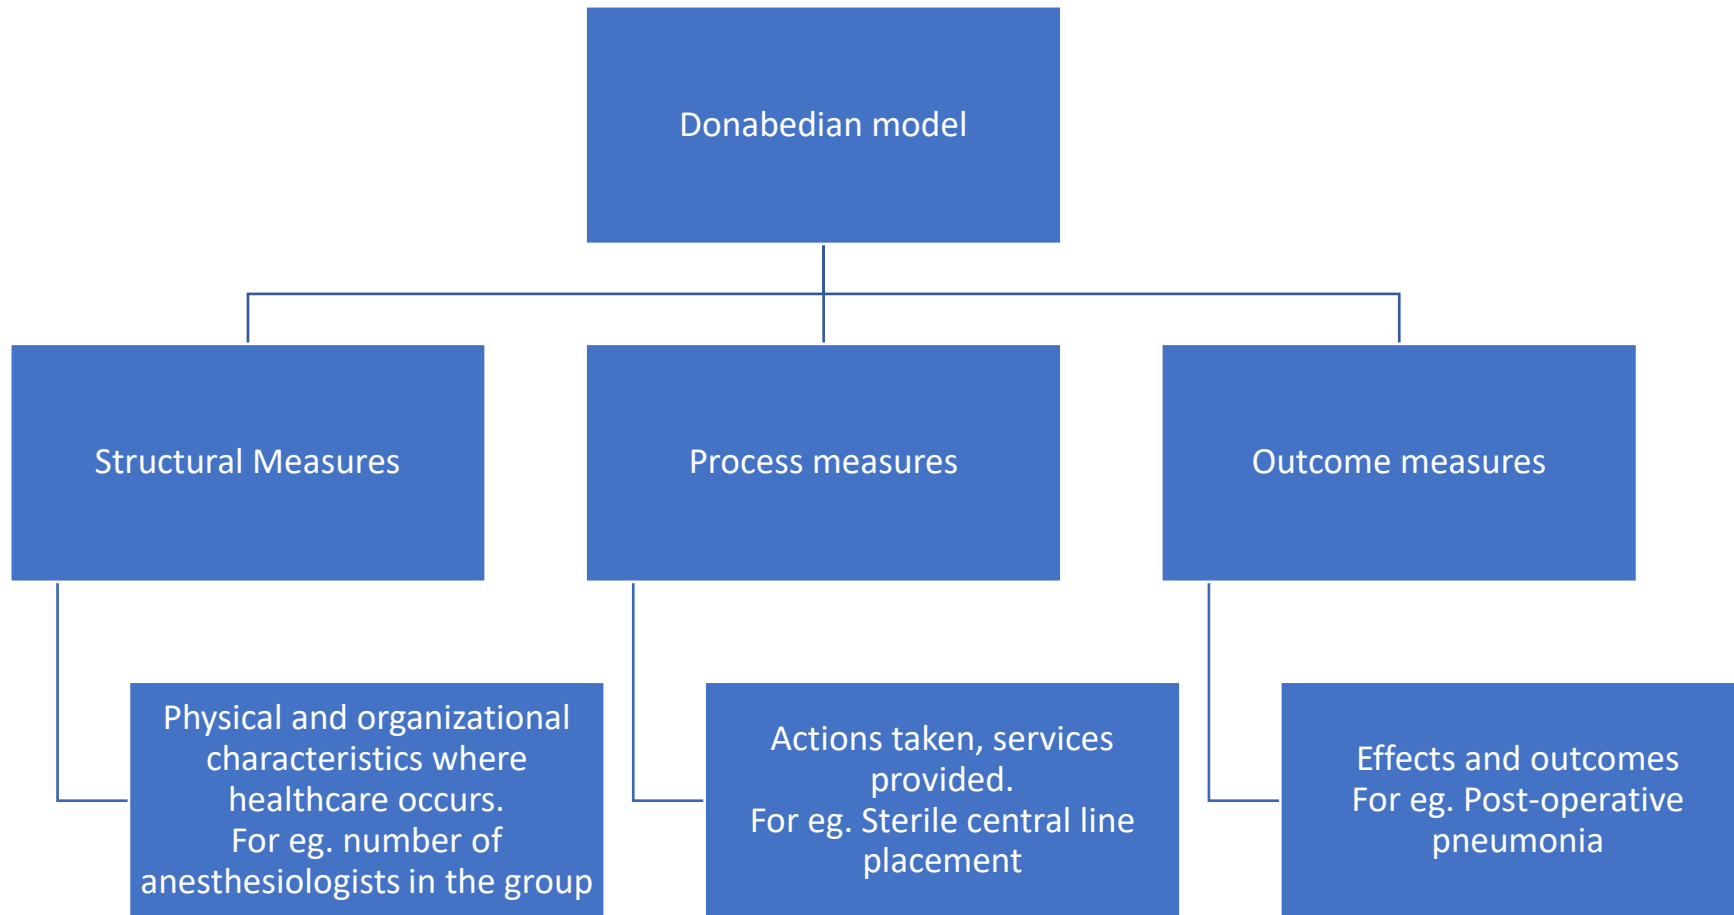 Donabedian model
Structural Measures
Process measures
Outcome measures
Physical and organizational
characteristics where
healthcare occurs.
For eg. number of
anesthesiologists in the group
Actions taken, services
provided.
For eg. Sterile central line
placement
Effects and outcomes
For eg. Post-operative
pneumonia